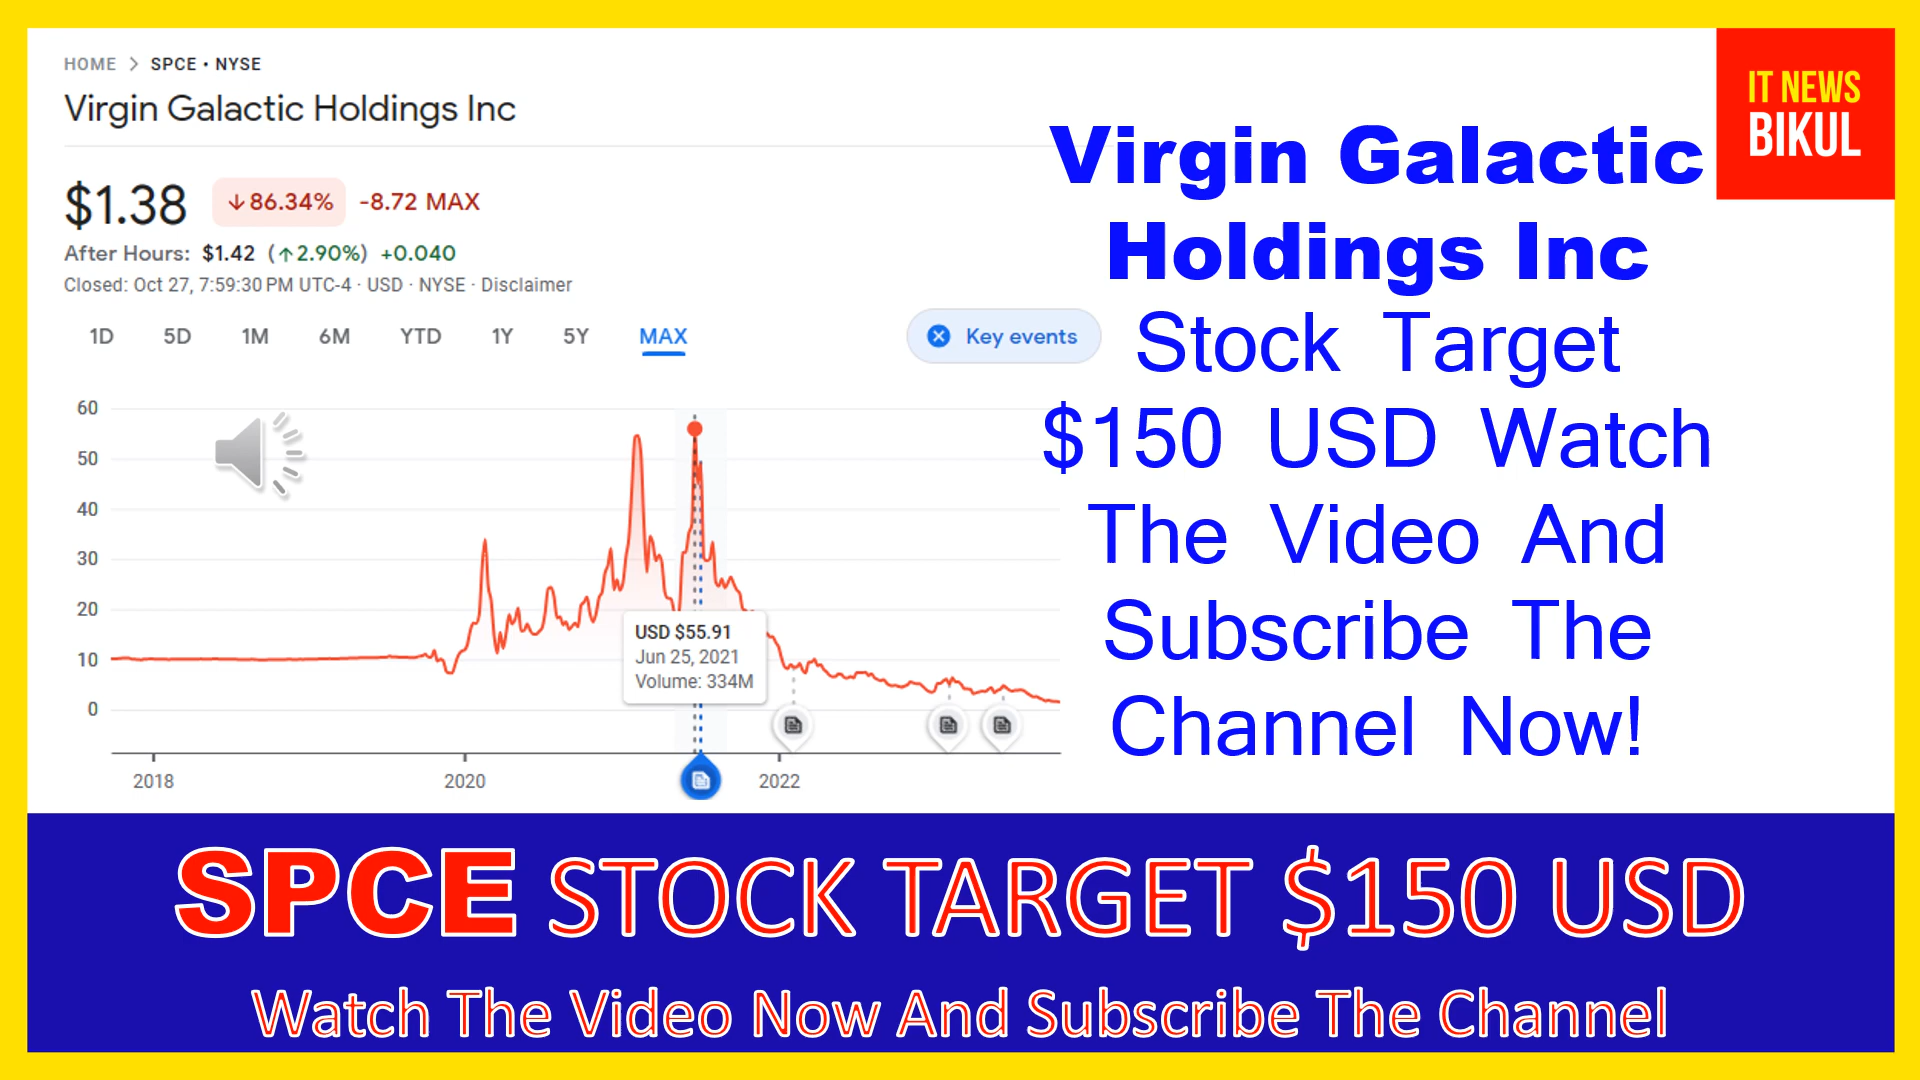 HOME > SPCE • NYSE
Virgin Galactic Holdings Inc
$1.38 ↓86.34% -8.72 MAX
After Hours: $1.42 (↑2.90%) +0.040
Closed: Oct 27, 7:59:30 PM UTC-4 · USD · NYSE · Disclaimer
1D 5D 1M 6M YTD 1Y 5Y MAX
Key events
60
50
40
30
20
10
0
USD $55.91
Jun 25, 2021
Volume: 334M
2018 2020 2022
IT NEWS
BIKUL
Virgin Galactic
Holdings Inc
Stock Target
$150 USD Watch
The Video And
Subscribe The
Channel Now!
SPCE STOCK TARGET $150 USD
Watch The Video Now And Subscribe The Channel